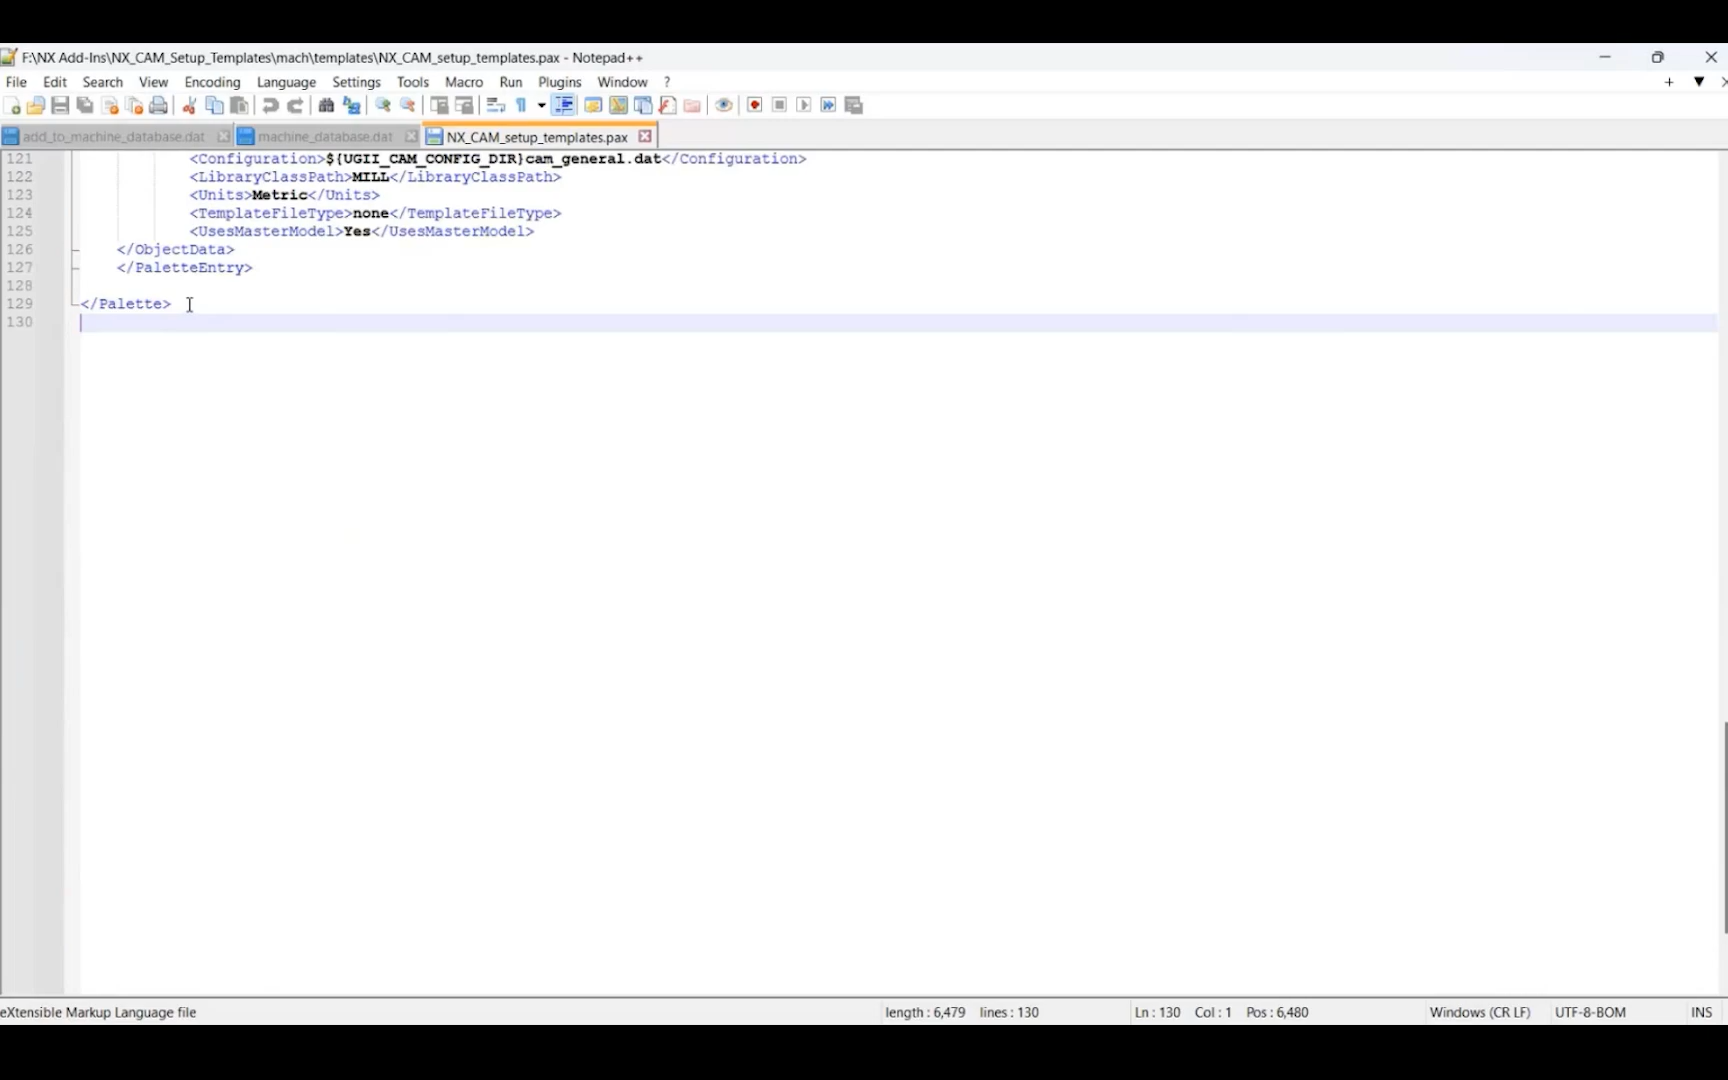 F:\NX Add-Ins\NX_CAM_Setup_Templates\mach\templates\NX_CAM_setup_templates.pax - Notepad++
File Edit Search View Encoding Language Settings Tools Macro Run Plugins Window ?
add_to_machine_database.dat machine_database.dat NX_CAM_setup_templates.pax
121 <Configuration>${UGII_CAM_CONFIG_DIR}cam_general.dat</Configuration>
122 <LibraryClassPath>MILL</LibraryClassPath>
123 <Units>Metric</Units>
124 <TemplateFileType>none</TemplateFileType>
125 <UsesMasterModel>Yes</UsesMasterModel>
126 </ObjectData>
127 </PaletteEntry>
128
129 </Palette>
130
eXtensible Markup Language file length : 6,479 lines : 130 Ln : 130 Col : 1 Pos : 6,480 Windows (CR LF) UTF-8-BOM INS